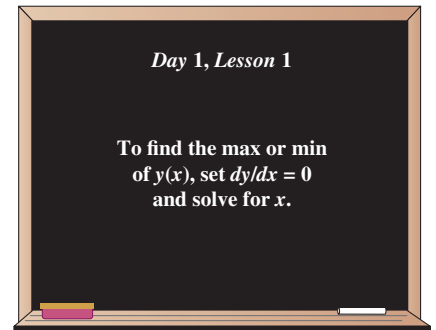 Day 1, Lesson 1
To find the max or min
of y(x), set dy/dx = 0
and solve for x.